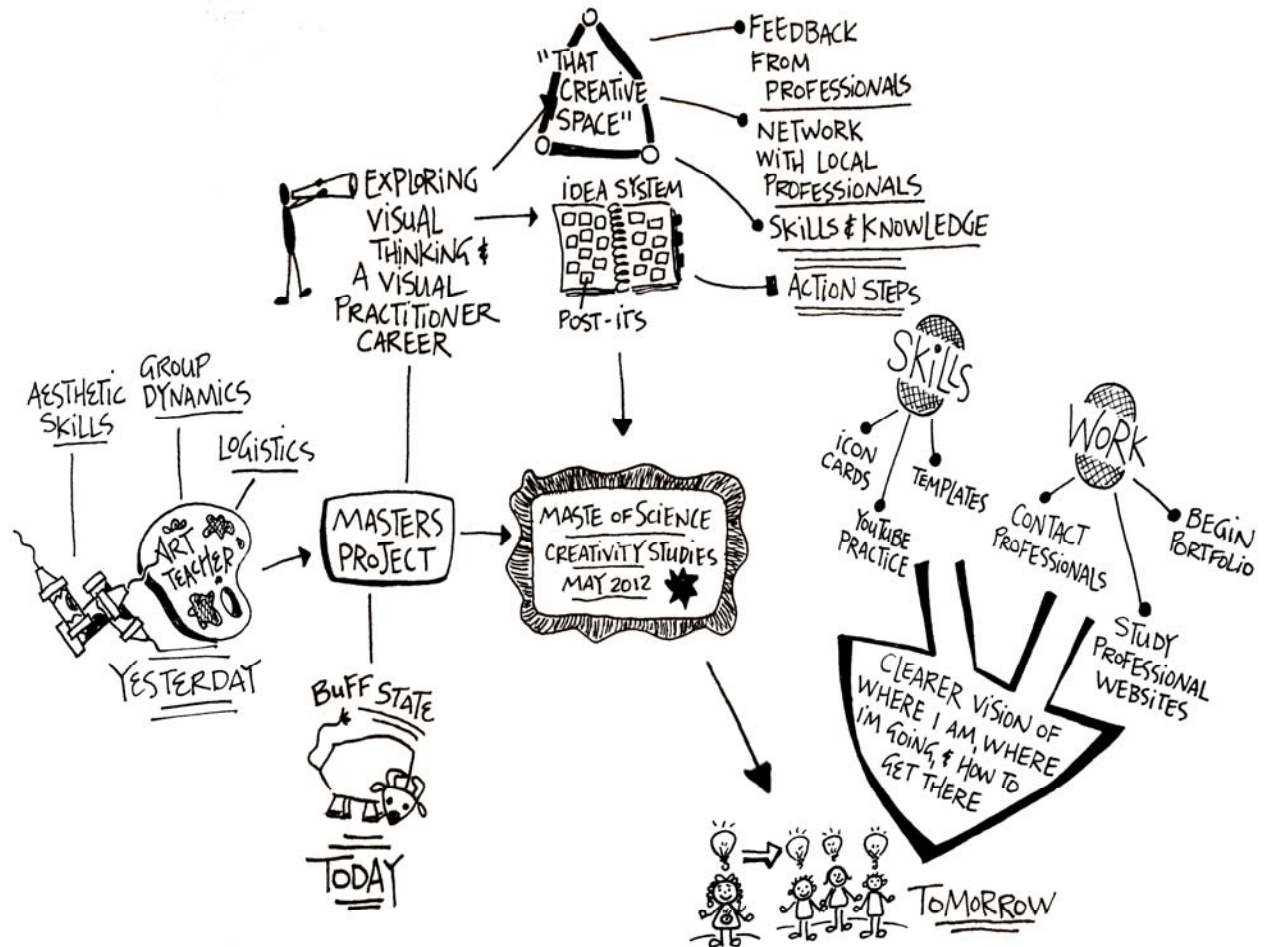 "THAT
CREATIVE
SPACE"
FEEDBACK
FROM
PROFESSIONALS
NETWORK
WITH LOCAL
PROFESSIONALS
SKILLS & KNOWLEDGE
ACTION STEPS
EXPLORING
VISUAL
THINKING &
A VISUAL
PRACTITIONER
CAREER
IDEA SYSTEM
POST-ITS
AESTHETIC
SKILLS
GROUP
DYNAMICS
LOGISTICS
ART
TEACHER
YESTERDAY
MASTERS
PROJECT
BUFF STATE
TODAY
MASTE OF SCIENCE
CREATIVITY STUDIES
MAY 2012
SKILLS
ICON
CARDS
YOUTUBE
PRACTICE
TEMPLATES
WORK
CONTACT
PROFESSIONALS
BEGIN
PORTFOLIO
STUDY
PROFESSIONAL
WEBSITES
CLEARER VISION OF
WHERE I AM, WHERE
I'M GOING, & HOW TO
GET THERE
TOMORROW